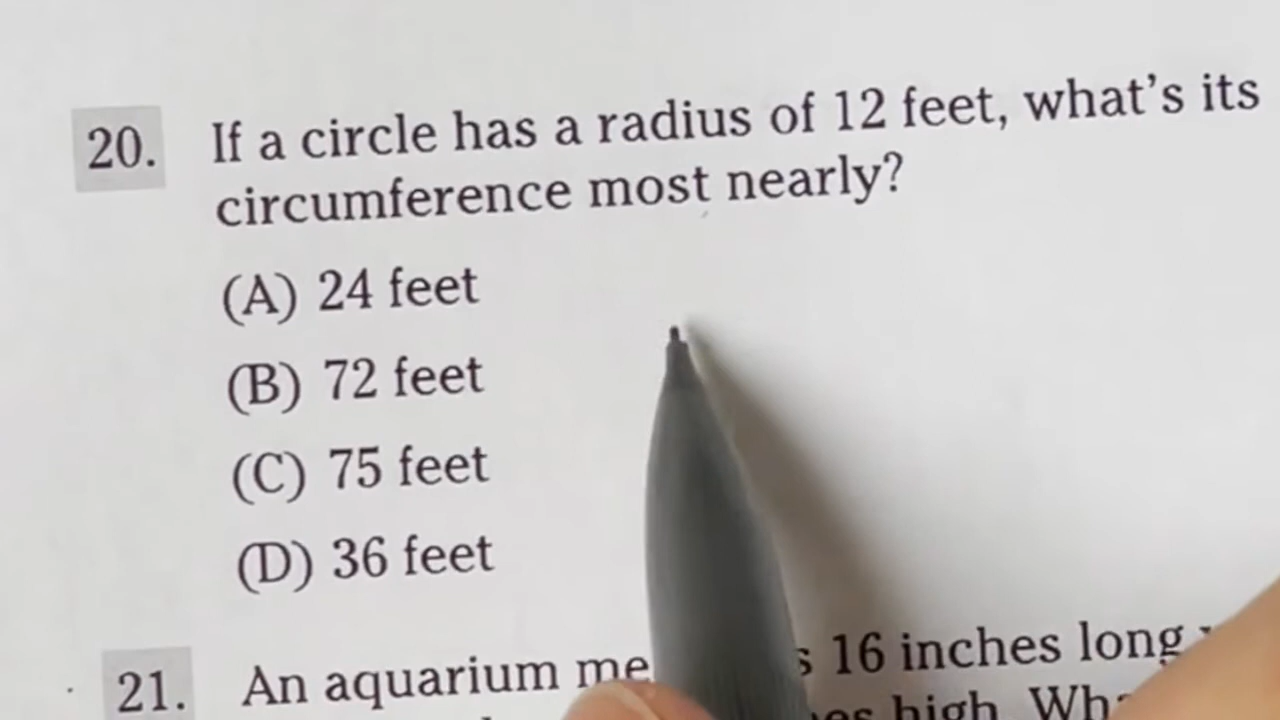 20. If a circle has a radius of 12 feet, what's its
circumference most nearly?
(A) 24 feet
(B) 72 feet
(C) 75 feet
(D) 36 feet
21. An aquarium 16 inches long
high.